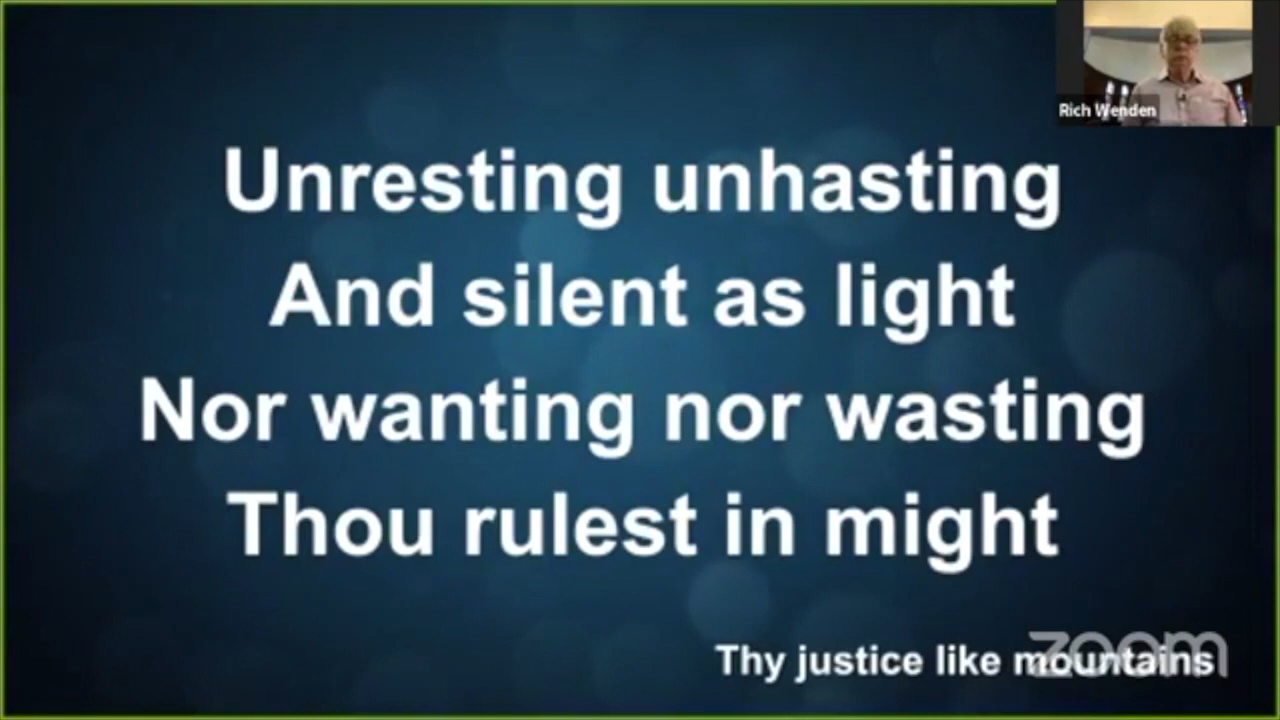 Rich Wenden
Unresting unhasting
And silent as light
Nor wanting nor wasting
Thou rulest in might
Thy justice like mountains
zoom